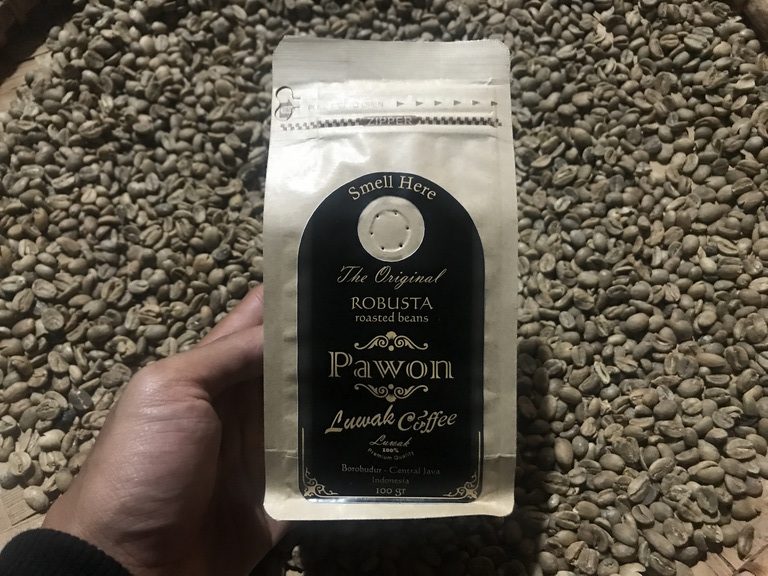 ZIPPER
Smell Here
The Original
ROBUSTA
roasted beans
Pawon
Luwak Coffee
Luwak
100%
Premium Quality
Borobudur - Central Java
Indonesia
100 gr